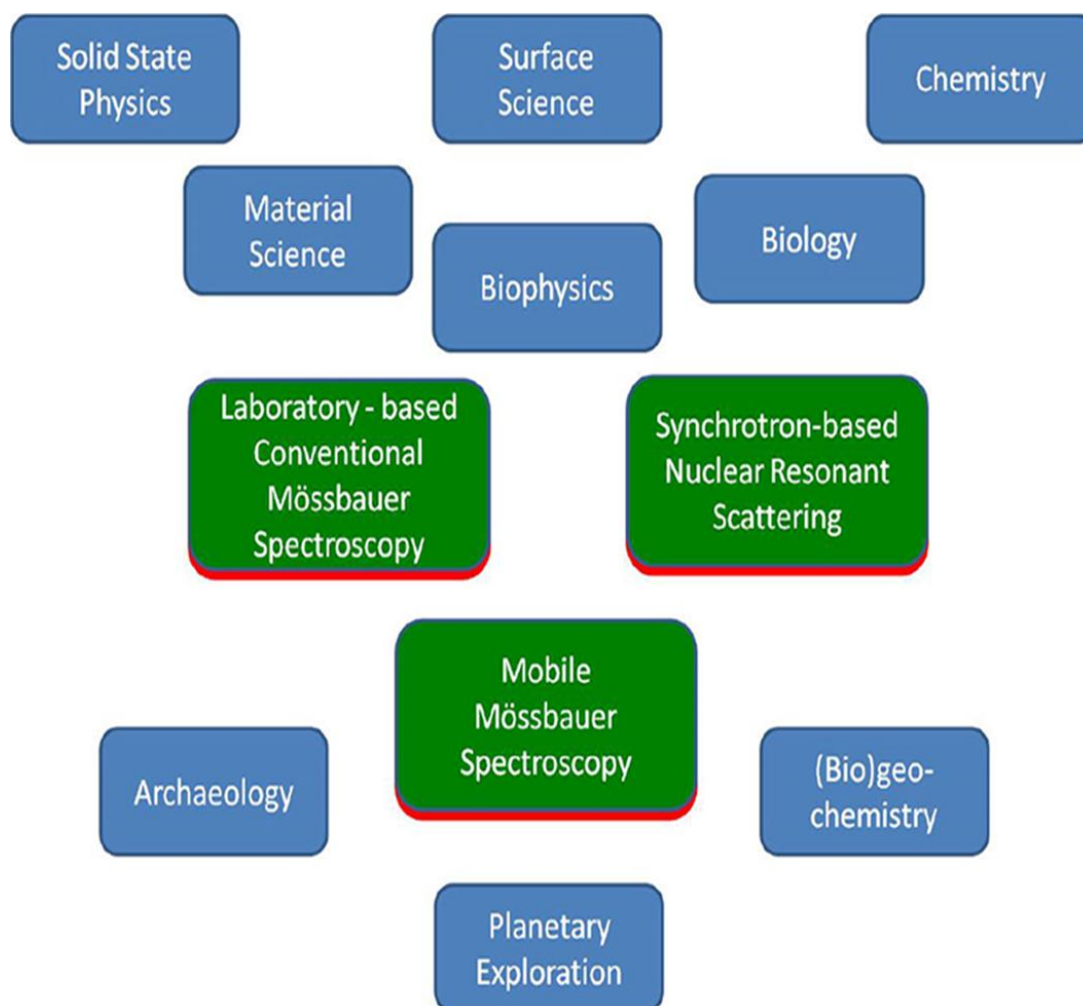 Solid State
Physics
Surface
Science
Chemistry
Material
Science
Biophysics
Biology
Laboratory - based
Conventional
Mössbauer
Spectroscopy
Synchrotron-based
Nuclear Resonant
Scattering
Mobile
Mössbauer
Spectroscopy
Archaeology
(Bio)geo-
chemistry
Planetary
Exploration